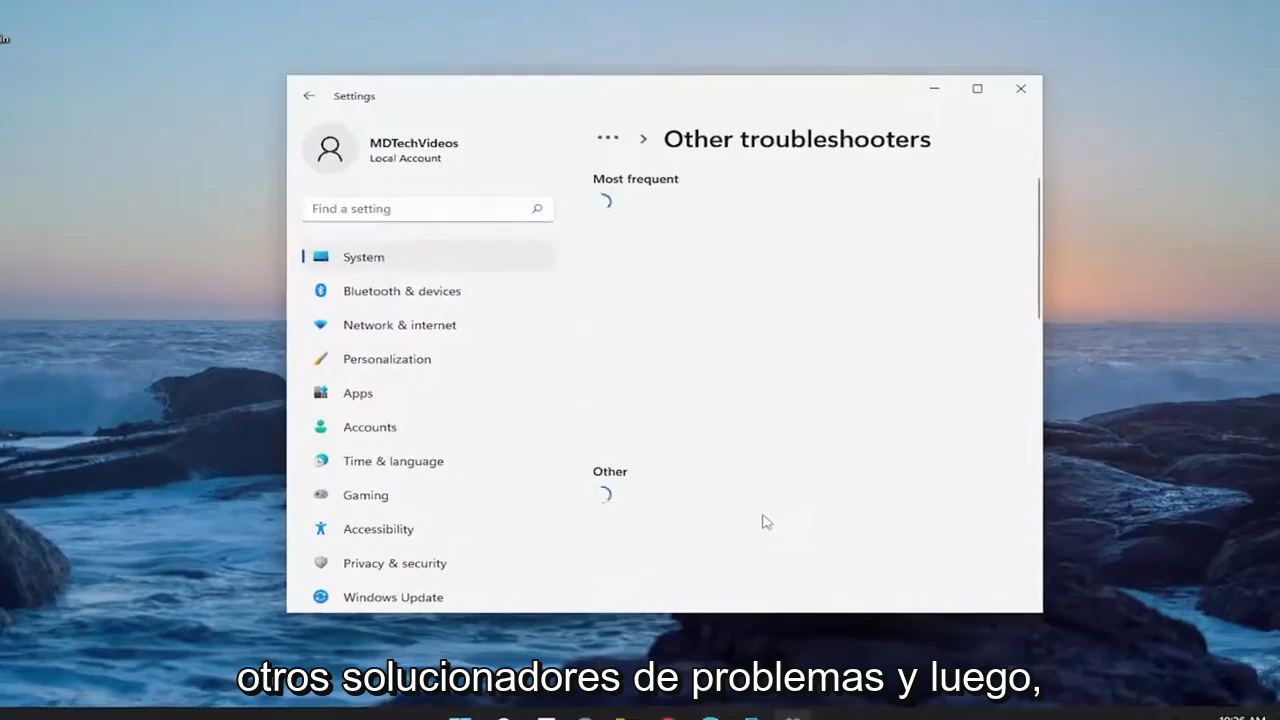 Settings
MDTechVideos
Local Account
Find a setting
System
Bluetooth & devices
Network & internet
Personalization
Apps
Accounts
Time & language
Gaming
Accessibility
Privacy & security
Windows Update
Other troubleshooters
Most frequent
Other
otros solucionadores de problemas y luego,